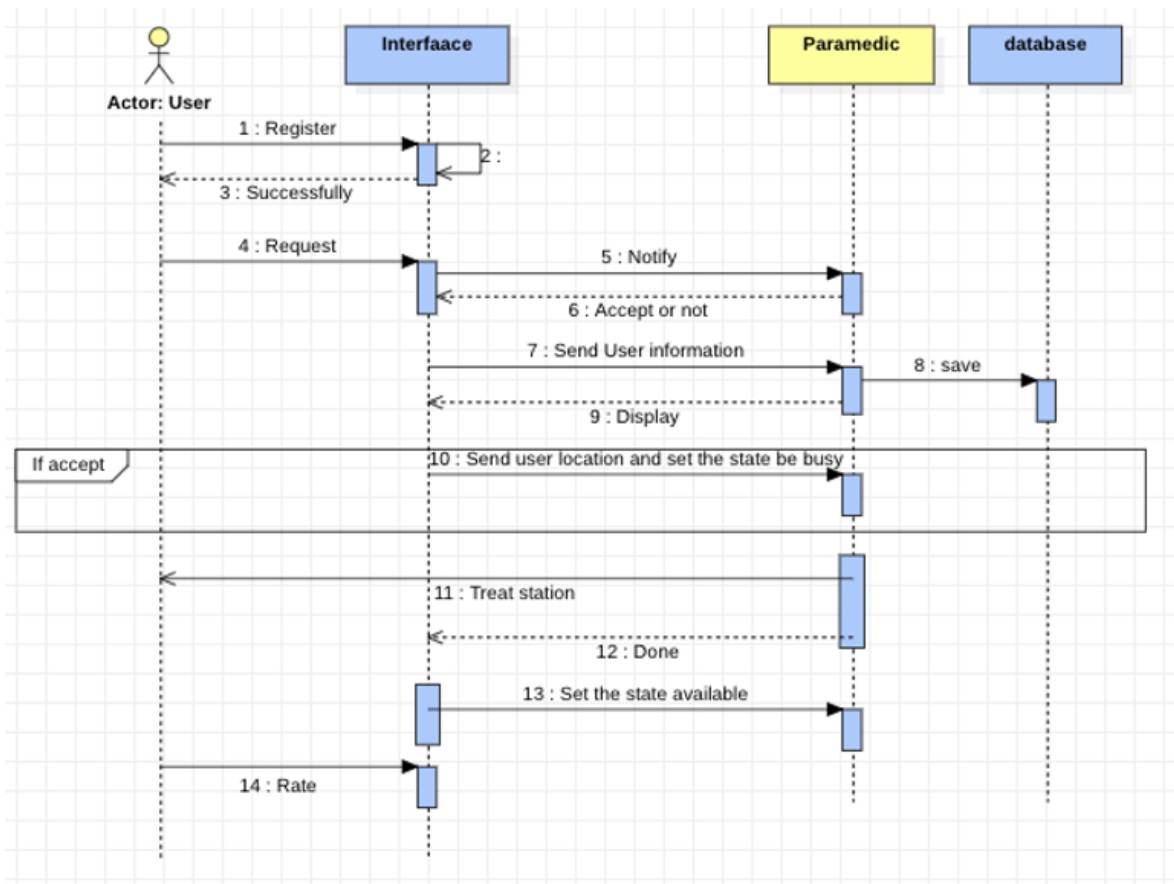 Interfaace
Paramedic
database
Actor: User
1 : Register
2 :
3 : Successfully
4 : Request
5 : Notify
6 : Accept or not
7 : Send User information
8 : save
9 : Display
If accept
10 : Send user location and set the state be busy
11 : Treat station
12 : Done
13 : Set the state available
14 : Rate